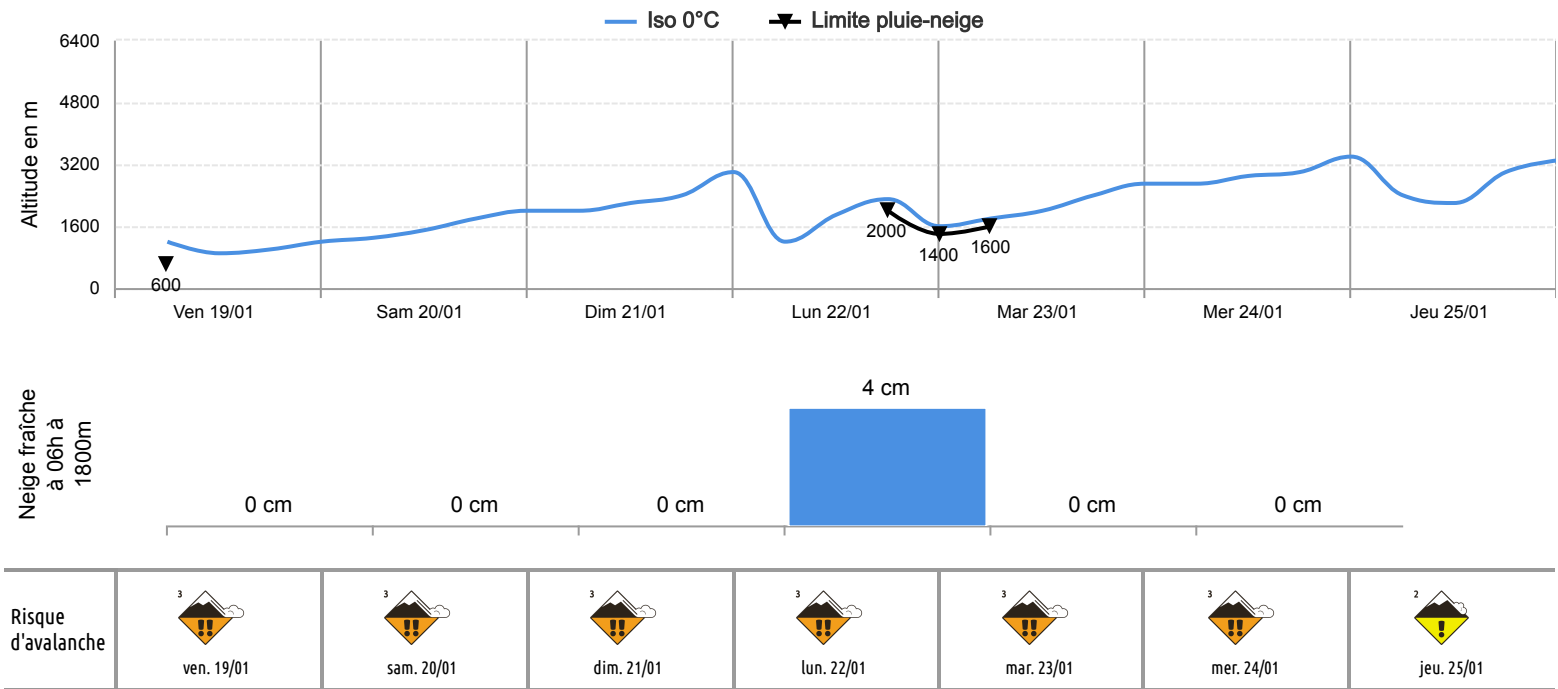 Iso 0°C Limite pluie-neige
Altitude en m
6400
4800
3200
1600
0
600
2000
1400
1600
Ven 19/01 Sam 20/01 Dim 21/01 Lun 22/01 Mar 23/01 Mer 24/01 Jeu 25/01
Neige fraîche
à 06h à
1800m
0 cm 0 cm 0 cm 4 cm 0 cm 0 cm
Risque
d'avalanche
3 3 3 3 3 3 2
!! !! !! !! !! !! !
ven. 19/01 sam. 20/01 dim. 21/01 lun. 22/01 mar. 23/01 mer. 24/01 jeu. 25/01